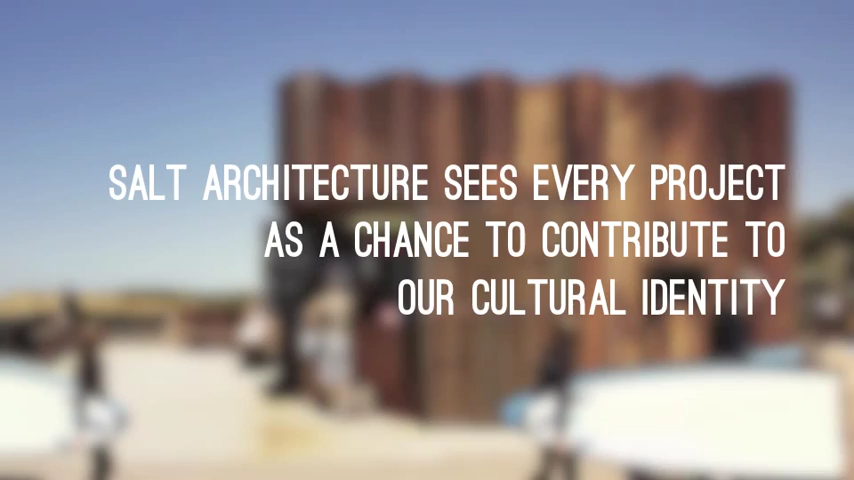 SALT ARCHITECTURE SEES EVERY PROJECT
AS A CHANCE TO CONTRIBUTE TO
OUR CULTURAL IDENTITY